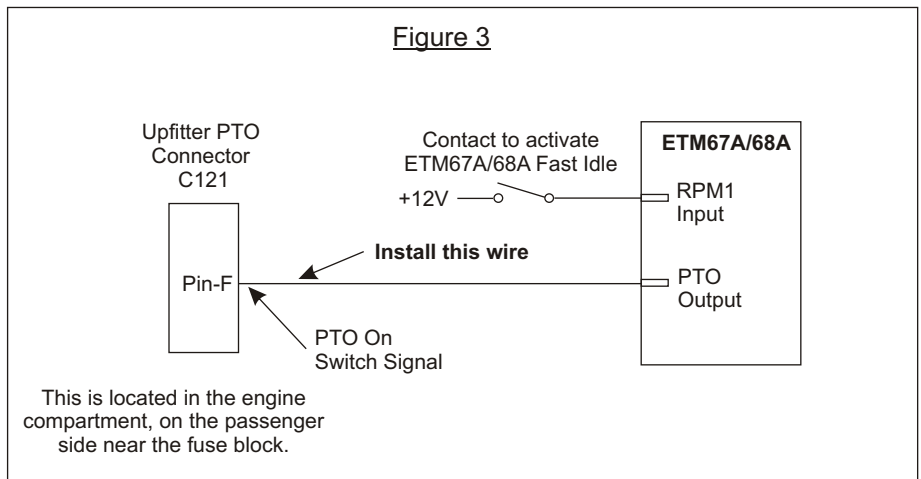 Figure 3
Upfitter PTO
Connector
C121
Contact to activate
ETM67A/68A Fast Idle
+12V
ETM67A/68A
RPM1
Input
Install this wire
Pin-F
PTO
Output
PTO On
Switch Signal
This is located in the engine
compartment, on the passenger
side near the fuse block.